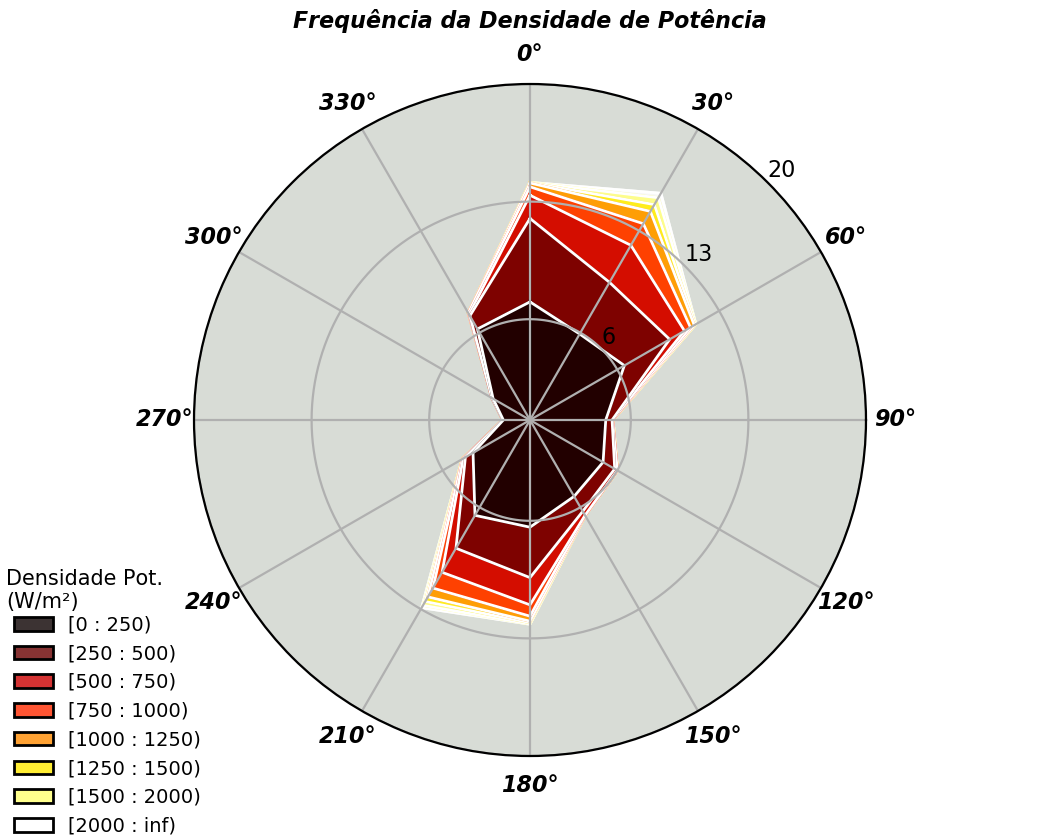 Frequência da Densidade de Potência
0°
330°
30°
20
300°
60°
13
6
270°
90°
240°
120°
210°
150°
180°
Densidade Pot.
(W/m²)
[0 : 250)
[250 : 500)
[500 : 750)
[750 : 1000)
[1000 : 1250)
[1250 : 1500)
[1500 : 2000)
[2000 : inf)